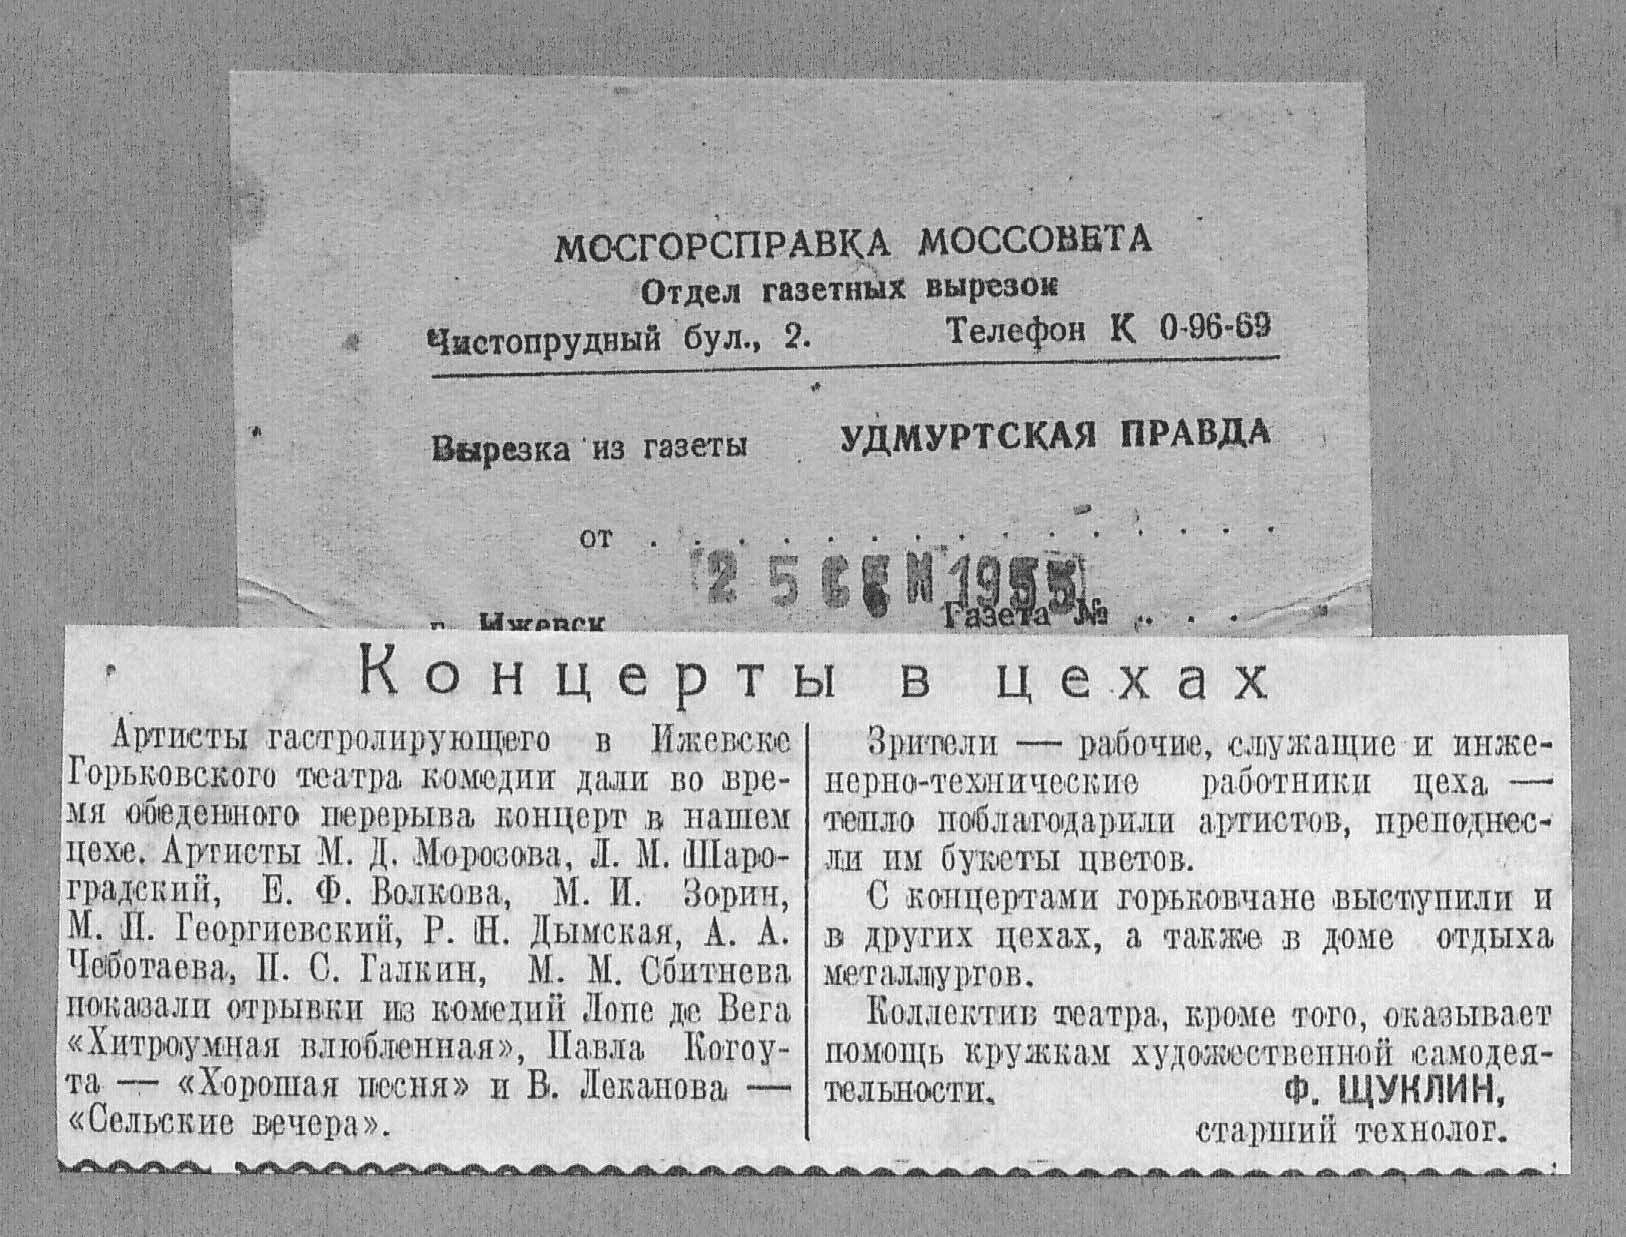 МОСГОРСПРАВКА МОССОВЕТА
Отдел газетных вырезок
Чистопрудный бул., 2. Телефон К 0-96-69
Вырезка из газеты УДМУРТСКАЯ ПРАВДА
от . . . . . . . . . . . . . .
25 СЕН 1955
г. Ижевск Газета № . . .
Концерты в цехах
Артисты гастролирующего в Ижевске
Горьковского театра комедии дали во вре-
мя обеденного перерыва концерт в нашем
цехе. Артисты М. Д. Морозова, Л. М. Шаро-
градский, Е. Ф. Волкова, М. И. Зорин,
М. П. Георгиевский, Р. Н. Дымская, А. А.
Чеботаева, П. С. Галкин, М. М. Сбитнева
показали отрывки из комедий Лопе де Вега
«Хитроумная влюбленная», Павла Когоу-
та — «Хорошая песня» и В. Леканова —
«Сельские вечера».
Зрители — рабочие, служащие и инже-
нерно-технические работники цеха —
тепло поблагодарили артистов, преподнес-
ли им букеты цветов.
С концертами горьковчане выступили и
в других цехах, а также в доме отдыха
металлургов.
Коллектив театра, кроме того, оказывает
помощь кружкам художественной самодея-
тельности.
Ф. ЩУКЛИН,
старший технолог.